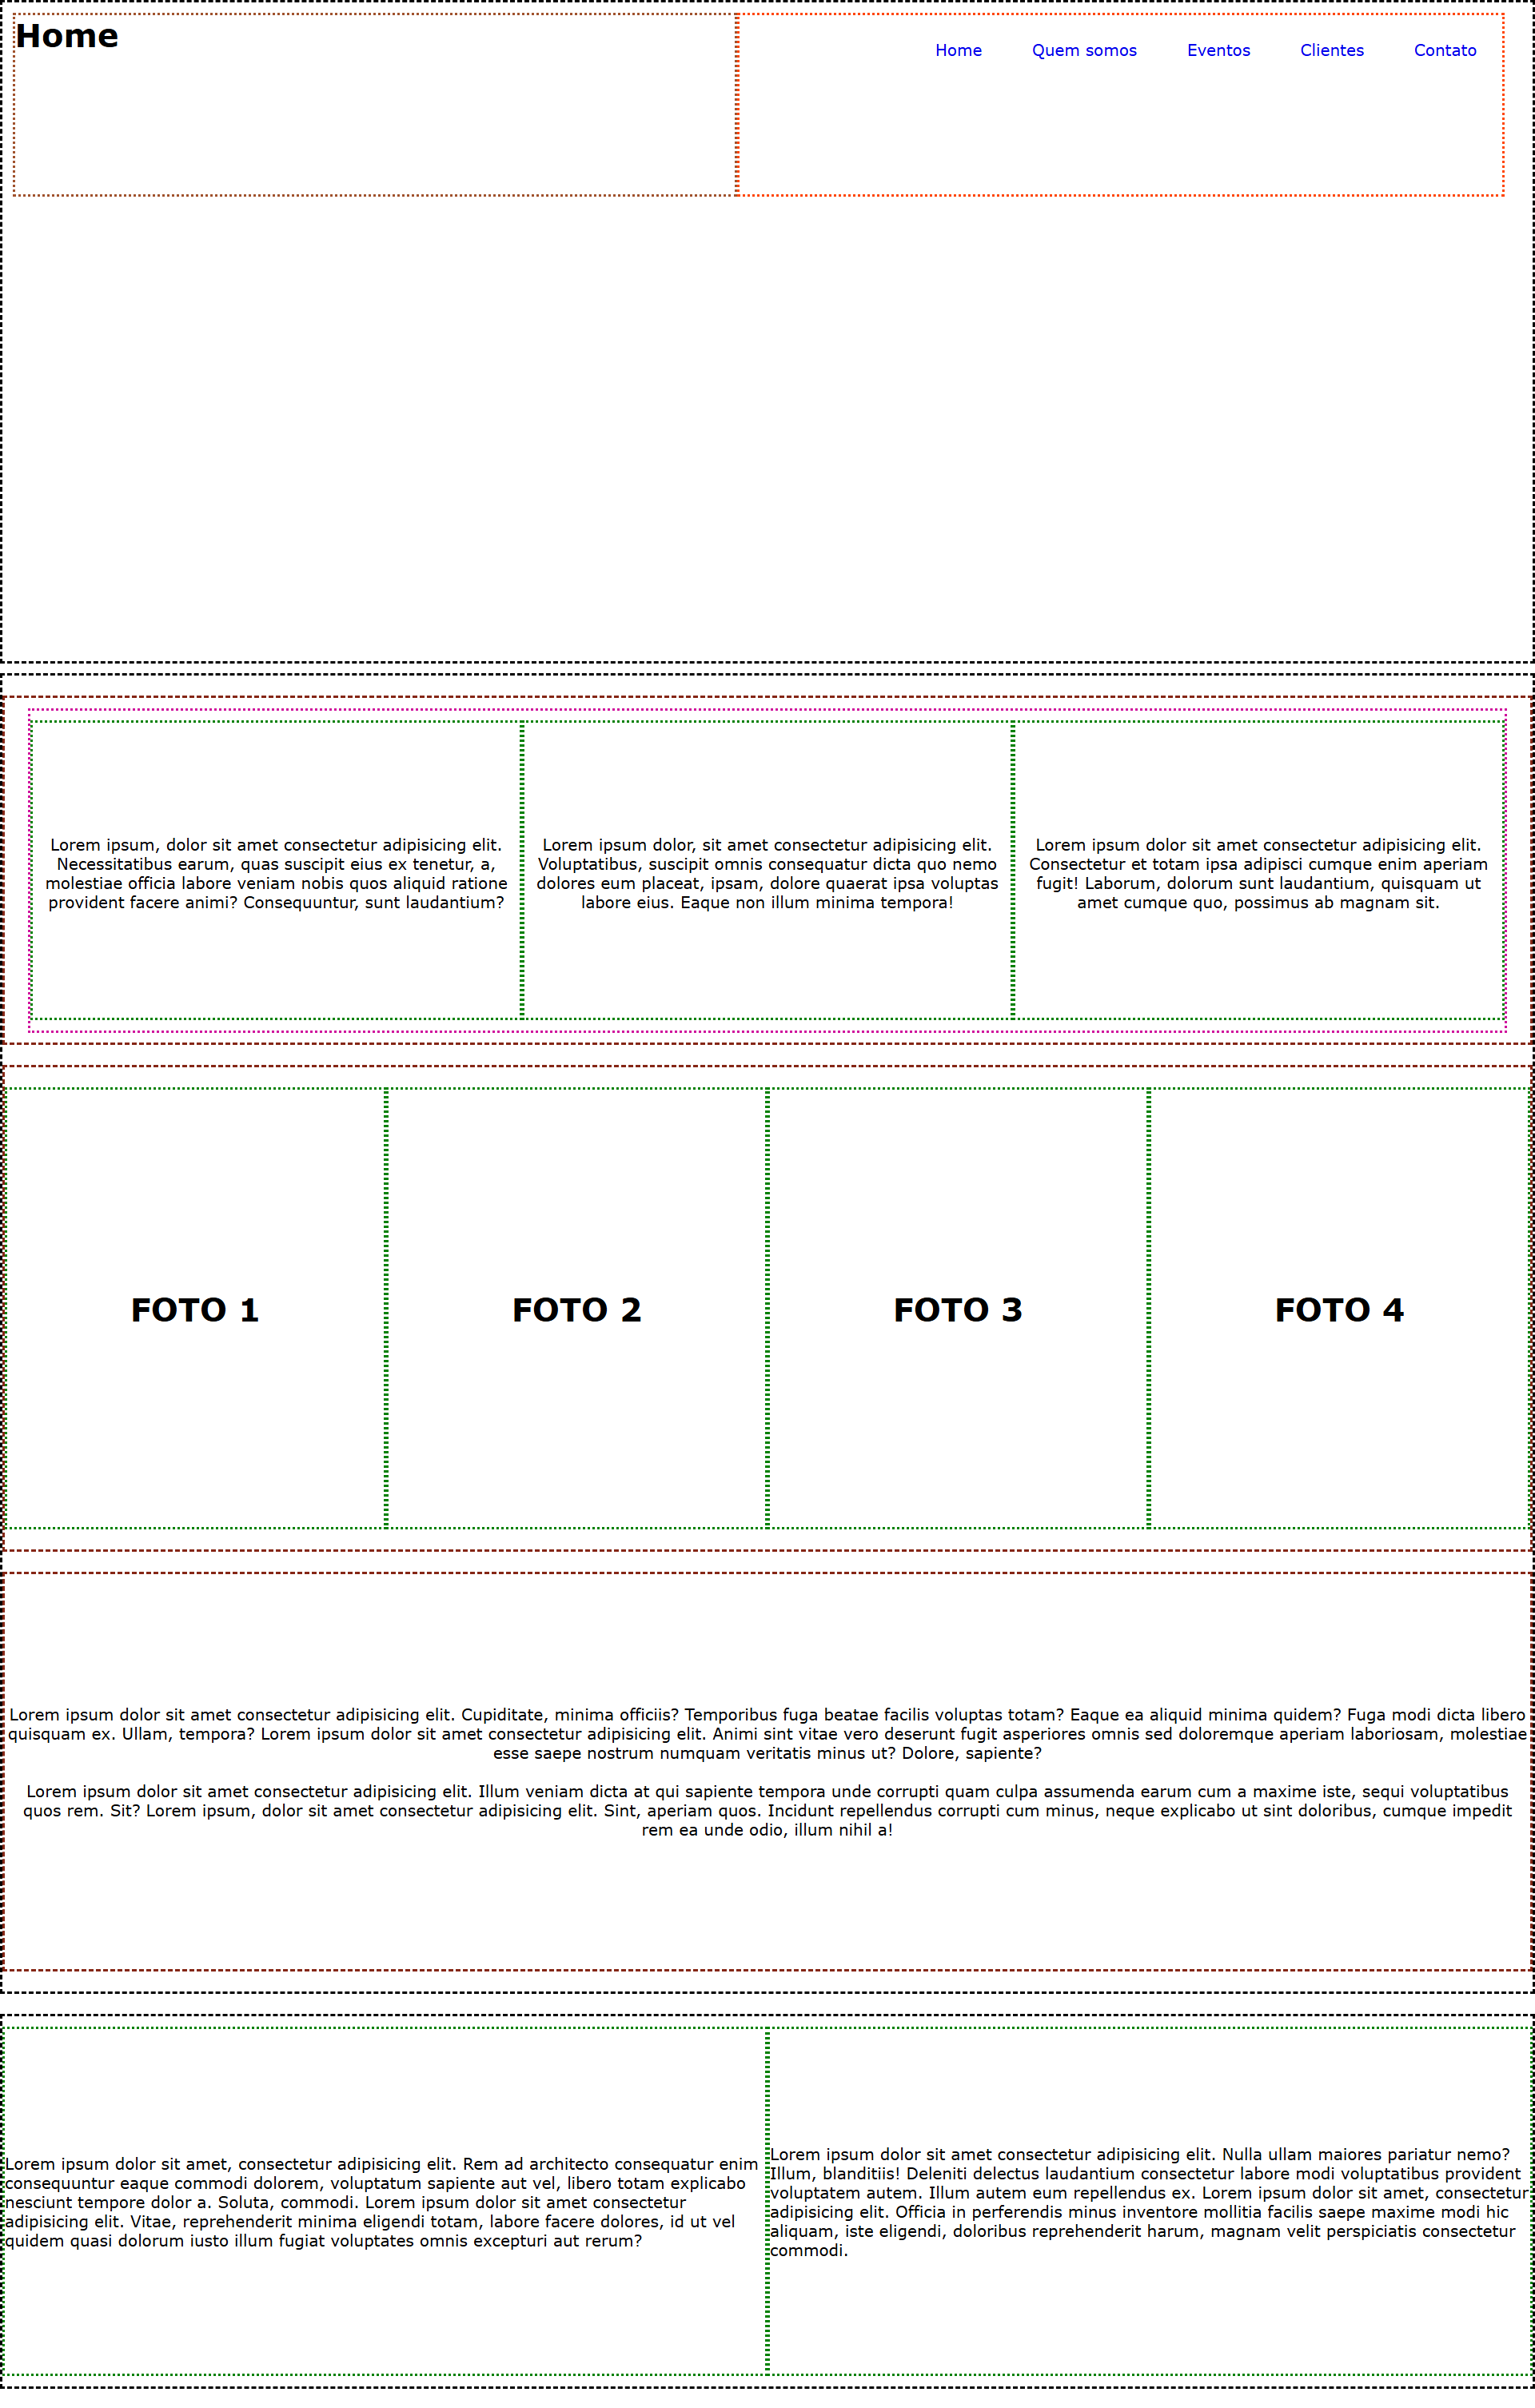 Home
Home Quem somos Eventos Clientes Contato
Lorem ipsum, dolor sit amet consectetur adipisicing elit.
Necessitatibus earum, quas suscipit eius ex tenetur, a,
molestiae officia labore veniam nobis quos aliquid ratione
provident facere animi? Consequuntur, sunt laudantium?
Lorem ipsum dolor, sit amet consectetur adipisicing elit.
Voluptatibus, suscipit omnis consequatur dicta quo nemo
dolores eum placeat, ipsam, dolore quaerat ipsa voluptas
labore eius. Eaque non illum minima tempora!
Lorem ipsum dolor sit amet consectetur adipisicing elit.
Consectetur et totam ipsa adipisci cumque enim aperiam
fugit! Laborum, dolorum sunt laudantium, quisquam ut
amet cumque quo, possimus ab magnam sit.
FOTO 1
FOTO 2
FOTO 3
FOTO 4
Lorem ipsum dolor sit amet consectetur adipisicing elit. Cupiditate, minima officiis? Temporibus fuga beatae facilis voluptas totam? Eaque ea aliquid minima quidem? Fuga modi dicta libero
quisquam ex. Ullam, tempora? Lorem ipsum dolor sit amet consectetur adipisicing elit. Animi sint vitae vero deserunt fugit asperiores omnis sed doloremque aperiam laboriosam, molestiae
esse saepe nostrum numquam veritatis minus ut? Dolore, sapiente?
Lorem ipsum dolor sit amet consectetur adipisicing elit. Illum veniam dicta at qui sapiente tempora unde corrupti quam culpa assumenda earum cum a maxime iste, sequi voluptatibus
quos rem. Sit? Lorem ipsum, dolor sit amet consectetur adipisicing elit. Sint, aperiam quos. Incidunt repellendus corrupti cum minus, neque explicabo ut sint doloribus, cumque impedit
rem ea unde odio, illum nihil a!
Lorem ipsum dolor sit amet, consectetur adipisicing elit. Rem ad architecto consequatur enim
consequuntur eaque commodi dolorem, voluptatum sapiente aut vel, libero totam explicabo
nesciunt tempore dolor a. Soluta, commodi. Lorem ipsum dolor sit amet consectetur
adipisicing elit. Vitae, reprehenderit minima eligendi totam, labore facere dolores, id ut vel
quidem quasi dolorum iusto illum fugiat voluptates omnis excepturi aut rerum?
Lorem ipsum dolor sit amet consectetur adipisicing elit. Nulla ullam maiores pariatur nemo?
Illum, blanditiis! Deleniti delectus laudantium consectetur labore modi voluptatibus provident
voluptatem autem. Illum autem eum repellendus ex. Lorem ipsum dolor sit amet, consectetur
adipisicing elit. Officia in perferendis minus inventore mollitia facilis saepe maxime modi hic
aliquam, iste eligendi, doloribus reprehenderit harum, magnam velit perspiciatis consectetur
commodi.